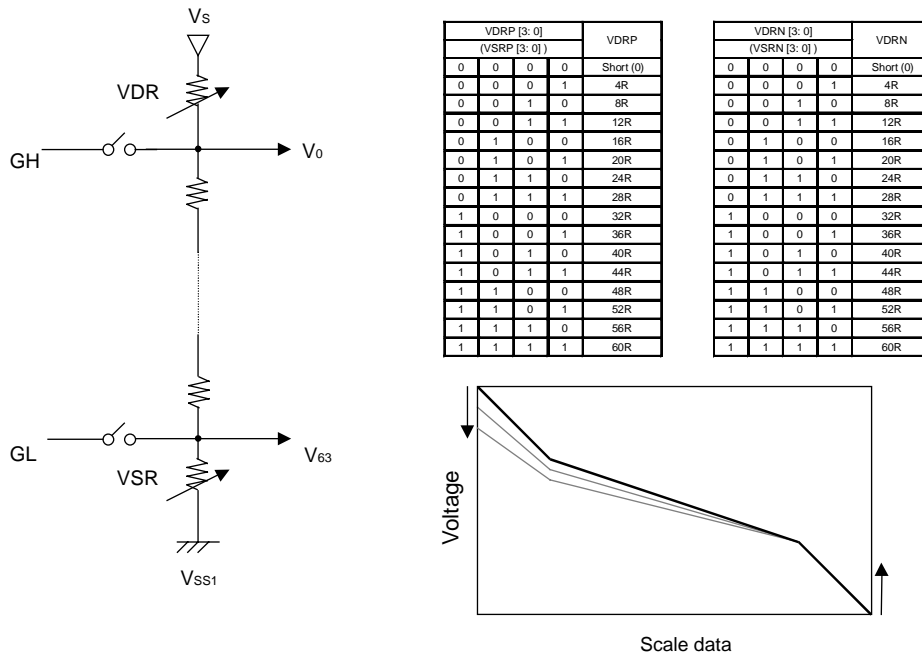 VS
VDR
GH
V0
GL
V63
VSR
VSS1
VDRP [3: 0] VDRP
(VSRP [3: 0] )
0 0 0 0 Short (0)
0 0 0 1 4R
0 0 1 0 8R
0 0 1 1 12R
0 1 0 0 16R
0 1 0 1 20R
0 1 1 0 24R
0 1 1 1 28R
1 0 0 0 32R
1 0 0 1 36R
1 0 1 0 40R
1 0 1 1 44R
1 1 0 0 48R
1 1 0 1 52R
1 1 1 0 56R
1 1 1 1 60R
VDRN [3: 0] VDRN
(VSRN [3: 0] )
0 0 0 0 Short (0)
0 0 0 1 4R
0 0 1 0 8R
0 0 1 1 12R
0 1 0 0 16R
0 1 0 1 20R
0 1 1 0 24R
0 1 1 1 28R
1 0 0 0 32R
1 0 0 1 36R
1 0 1 0 40R
1 0 1 1 44R
1 1 0 0 48R
1 1 0 1 52R
1 1 1 0 56R
1 1 1 1 60R
Voltage
Scale data